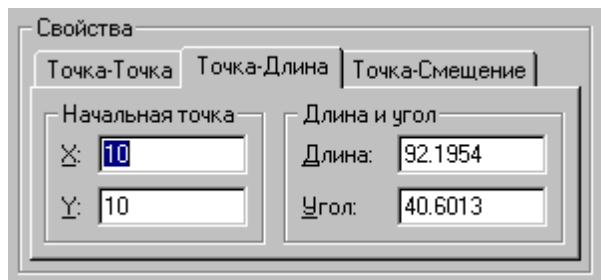 Свойства
Точка-Точка Точка-Длина Точка-Смещение
Начальная точка Длина и угол
X: 10 Длина: 92.1954
Y: 10 Угол: 40.6013